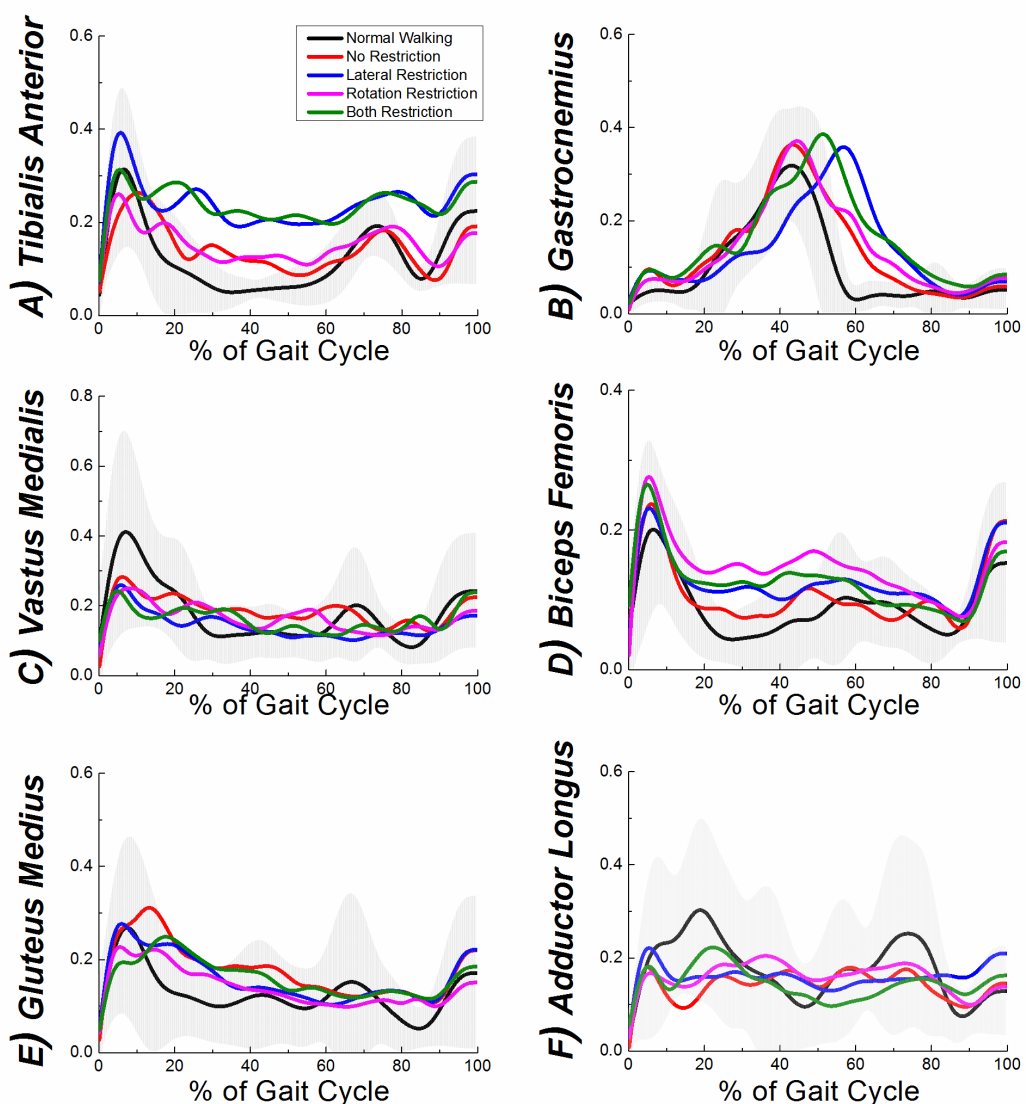 A) Tibialis Anterior
0.6
0.4
0.2
0.0
0 20 40 60 80 100
% of Gait Cycle
Normal Walking
No Restriction
Lateral Restriction
Rotation Restriction
Both Restriction
B) Gastrocnemius
0.6
0.4
0.2
0.0
0 20 40 60 80 100
% of Gait Cycle
C) Vastus Medialis
0.8
0.6
0.4
0.2
0.0
0 20 40 60 80 100
% of Gait Cycle
D) Biceps Femoris
0.4
0.2
0.0
0 20 40 60 80 100
% of Gait Cycle
E) Gluteus Medius
0.6
0.4
0.2
0.0
0 20 40 60 80 100
% of Gait Cycle
F) Adductor Longus
0.6
0.4
0.2
0.0
0 20 40 60 80 100
% of Gait Cycle